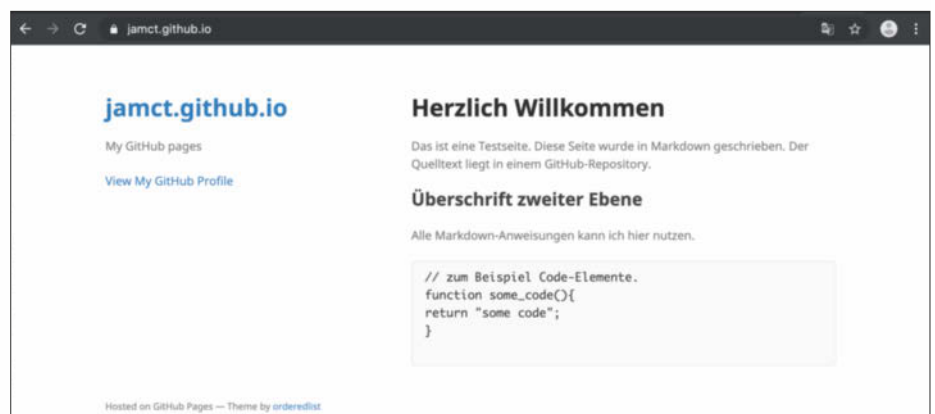 jamct.github.io
jamct.github.io
My GitHub pages
View My GitHub Profile
Herzlich Willkommen
Das ist eine Testseite. Diese Seite wurde in Markdown geschrieben. Der
Quelltext liegt in einem GitHub-Repository.
Überschrift zweiter Ebene
Alle Markdown-Anweisungen kann ich hier nutzen.
// zum Beispiel Code-Elemente.
function some_code(){
return "some code";
}
Hosted on GitHub Pages — Theme by orderedlist